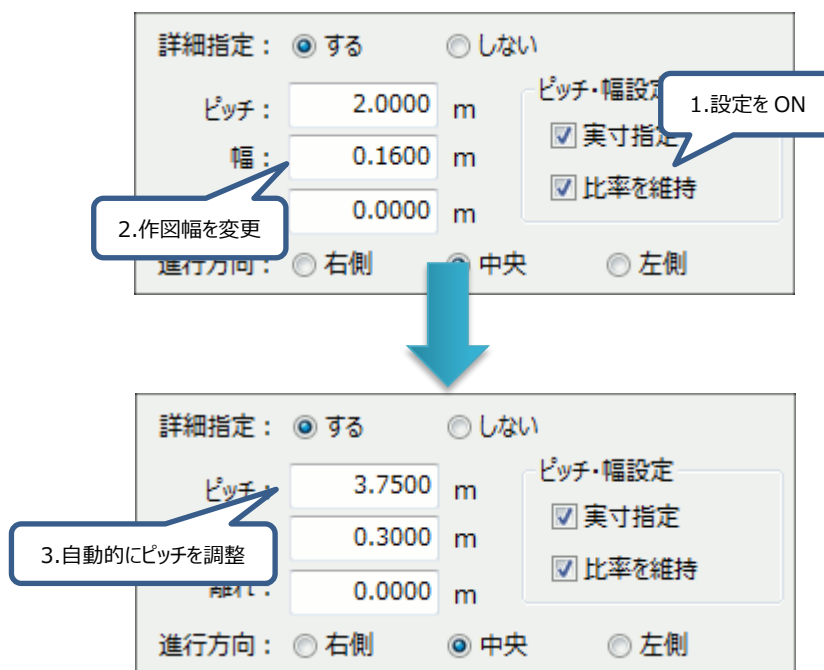 詳細指定： する しない
ピッチ： 2.0000 m
ピッチ・幅設定
1.設定を ON
実寸指定
幅： 0.1600 m
比率を維持
0.0000 m
2.作図幅を変更
進行方向： 右側 中央 左側
詳細指定： する しない
ピッチ： 3.7500 m
ピッチ・幅設定
実寸指定
3.自動的にピッチを調整
0.3000 m
比率を維持
離れ： 0.0000 m
進行方向： 右側 中央 左側